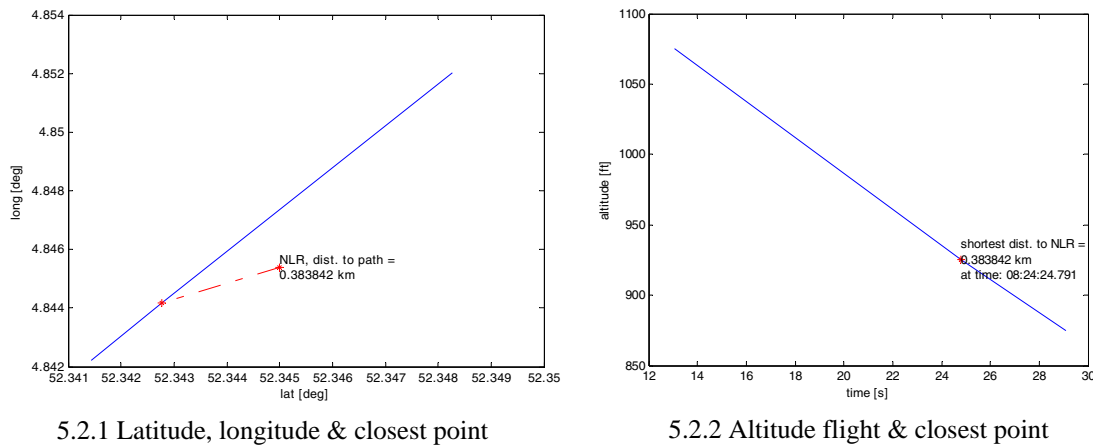 4.854
4.852
4.85
4.848
4.846
4.844
4.842
long [deg]
NLR, dist. to path =
0.383842 km
52.341 52.342 52.343 52.344 52.345 52.346 52.347 52.348 52.349 52.35
lat [deg]
5.2.1 Latitude, longitude & closest point
1100
1050
1000
950
900
850
altitude [ft]
shortest dist. to NLR =
0.383842 km
at time: 08:24:24.791
12 14 16 18 20 22 24 26 28 30
time [s]
5.2.2 Altitude flight & closest point